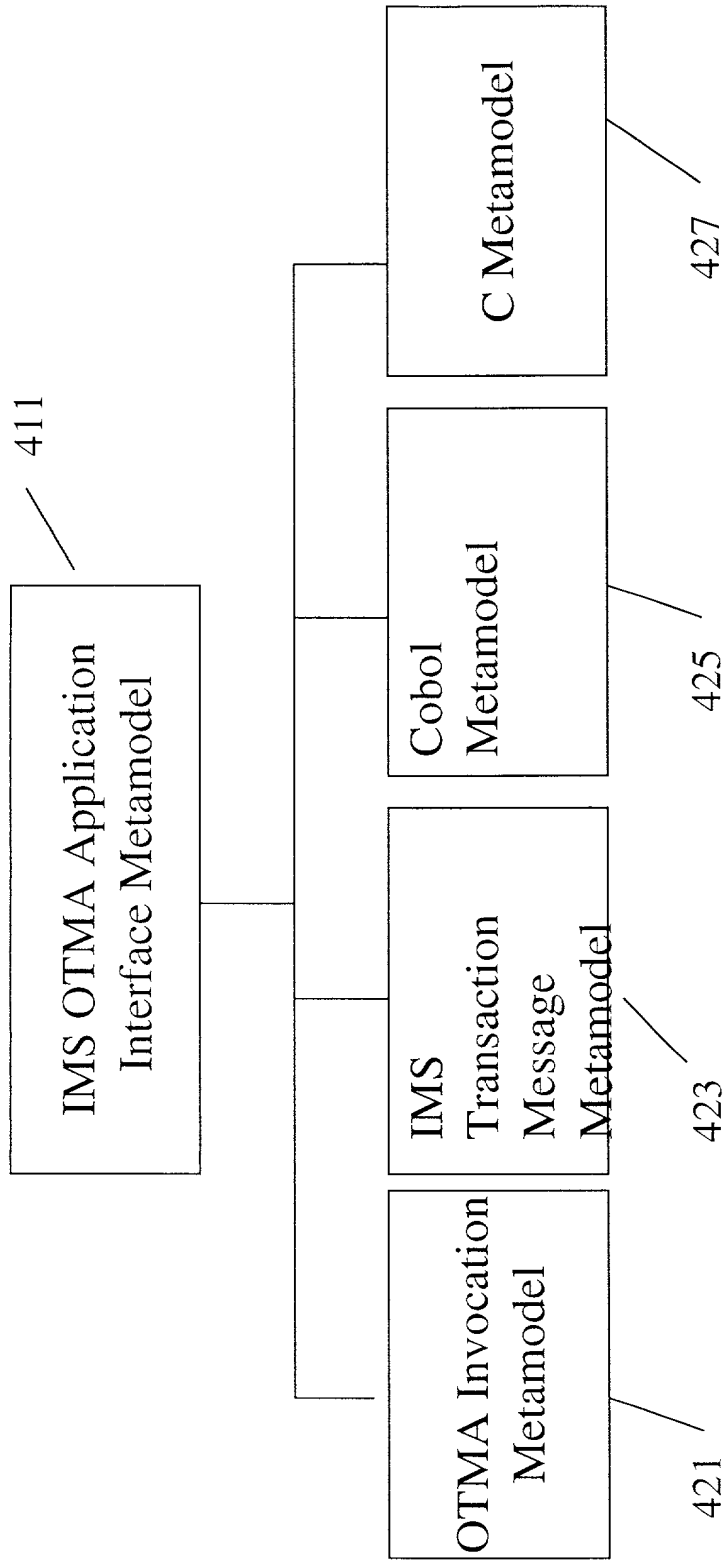 IMS OTMA Application
Interface Metamodel
411
OTMA Invocation
Metamodel
421
IMS
Transaction
Message
Metamodel
423
Cobol
Metamodel
425
C Metamodel
427